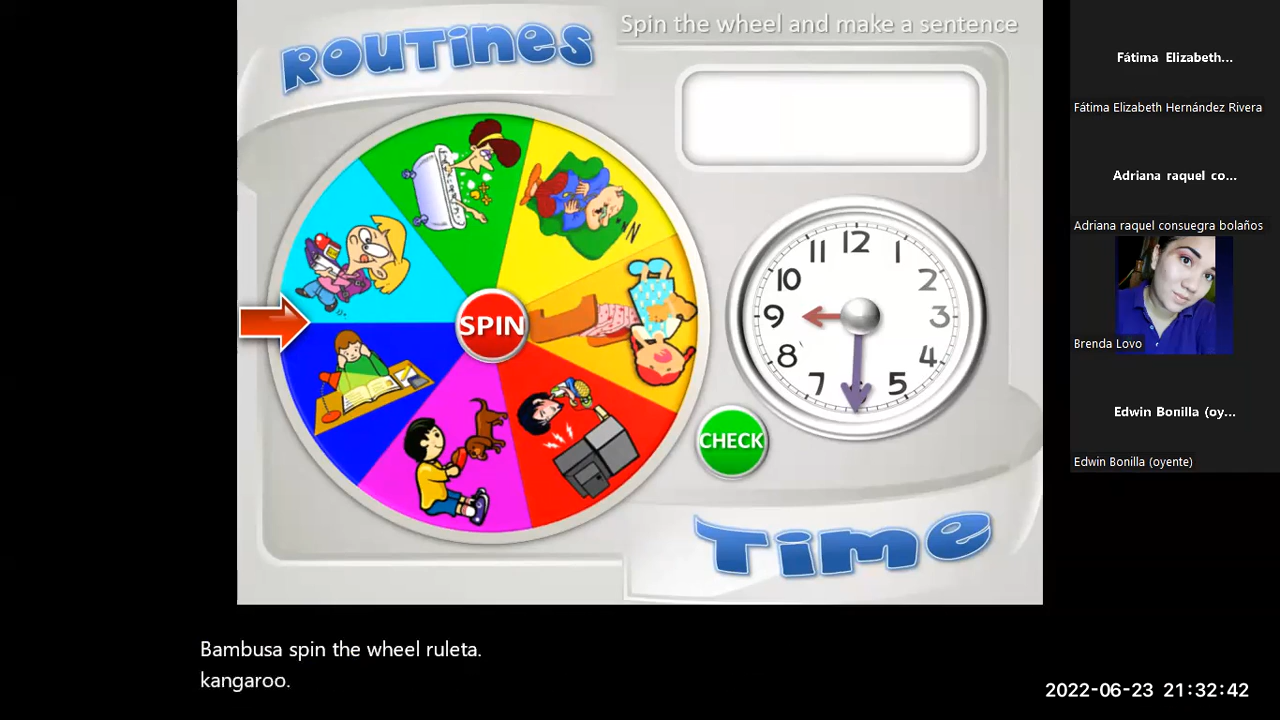 ROUTINES
Spin the wheel and make a sentence
SPIN
12
11
1
10
2
9
3
8
4
7
5
CHECK
Time
Fátima Elizabeth...
Fátima Elizabeth Hernández Rivera
Adriana raquel co...
Adriana raquel consuegra bolaños
Brenda Lovo
Edwin Bonilla (oy...
Edwin Bonilla (oyente)
Bambusa spin the wheel ruleta.
kangaroo.
2022-06-23 21:32:42